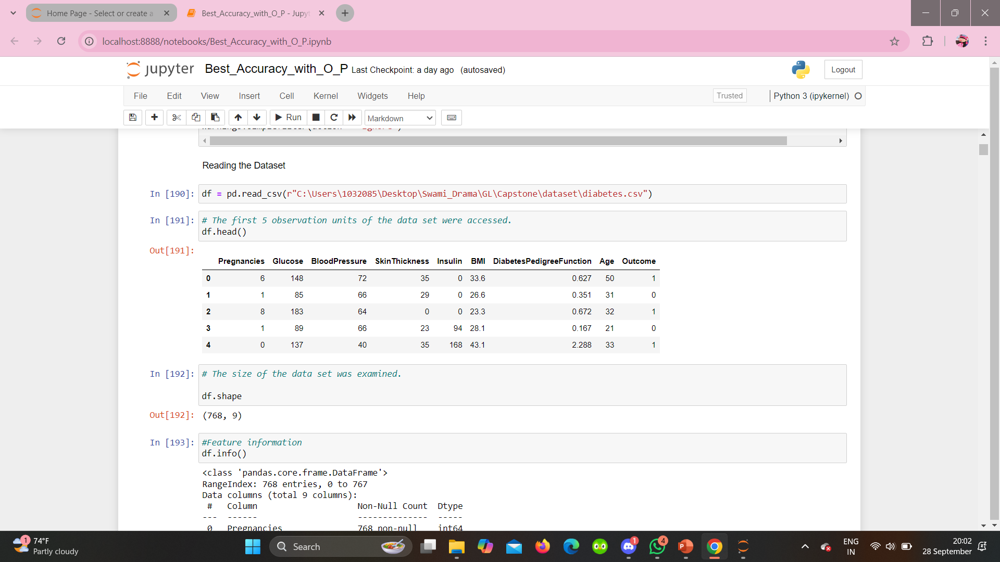 Home Page - Select or create a
Best_Accuracy_with_O_P - Jupyt
localhost:8888/notebooks/Best_Accuracy_with_O_P.ipynb
jupyter Best_Accuracy_with_O_P Last Checkpoint: a day ago (autosaved)
Logout
File Edit View Insert Cell Kernel Widgets Help
Trusted Python 3 (ipykernel)
Run Markdown
Reading the Dataset
In [190]: df = pd.read_csv(r"C:\Users\1032085\Desktop\Swami_Drama\GL\Capstone\dataset\diabetes.csv")
In [191]: # The first 5 observation units of the data set were accessed.
df.head()
Out[191]:
Pregnancies Glucose BloodPressure SkinThickness Insulin BMI DiabetesPedigreeFunction Age Outcome
0 6 148 72 35 0 33.6 0.627 50 1
1 1 85 66 29 0 26.6 0.351 31 0
2 8 183 64 0 0 23.3 0.672 32 1
3 1 89 66 23 94 28.1 0.167 21 0
4 0 137 40 35 168 43.1 2.288 33 1
In [192]: # The size of the data set was examined.
df.shape
Out[192]: (768, 9)
In [193]: #Feature information
df.info()
<class 'pandas.core.frame.DataFrame'>
RangeIndex: 768 entries, 0 to 767
Data columns (total 9 columns):
# Column Non-Null Count Dtype
--- ------ -------------- -----
0 Pregnancies 768 non-null int64
1
74°F
Partly cloudy
Search
1
4
ENG
IN
20:02
28 September